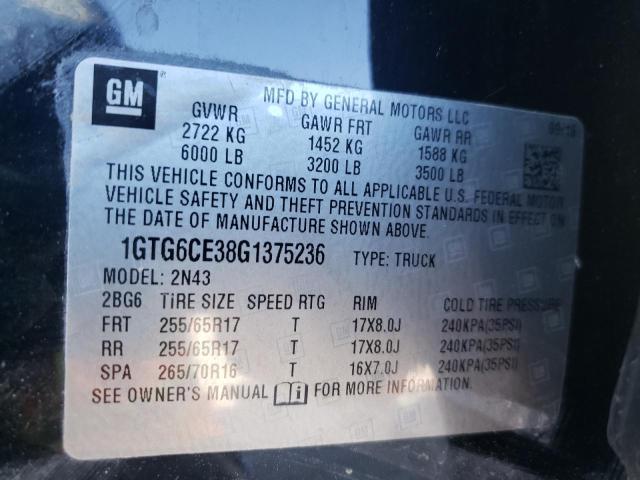 GM
MFD BY GENERAL MOTORS LLC
GVWR GAWR FRT GAWR RR
2722 KG 1452 KG 1588 KG
6000 LB 3200 LB 3500 LB
THIS VEHICLE CONFORMS TO ALL APPLICABLE U.S. FEDERAL MOTOR
VEHICLE SAFETY AND THEFT PREVENTION STANDARDS IN EFFECT ON
THE DATE OF MANUFACTURE SHOWN ABOVE.
1GTG6CE38G1375236 TYPE: TRUCK
MODEL: 2N43
2BG6 TIRE SIZE SPEED RTG RIM COLD TIRE PRESSURE
FRT 255/65R17 T 17X8.0J 240KPA(35PSI)
RR 255/65R17 T 17X8.0J 240KPA(35PSI)
SPA 265/70R16 T 16X7.0J 240KPA(35PSI)
SEE OWNER'S MANUAL FOR MORE INFORMATION.